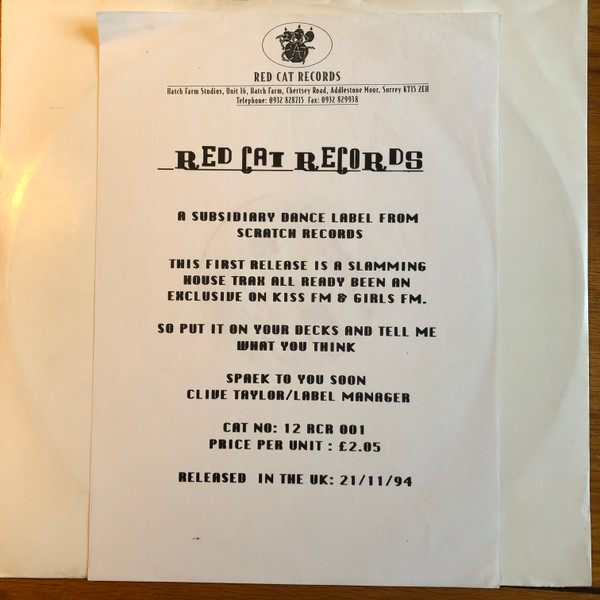 RED CAT RECORDS
Hatch Farm Studios, Unit 16, Hatch Farm, Chertsey Road, Addlestone Moor, Surrey KT15 2EH
Telephone: 0932 828715 Fax: 0932 829938
RED CAT RECORDS
A SUBSIDIARY DANCE LABEL FROM
SCRATCH RECORDS
THIS FIRST RELEASE IS A SLAMMING
HOUSE TRAX ALL READY BEEN AN
EXCLUSIVE ON KISS FM & GIRLS FM.
SO PUT IT ON YOUR DECKS AND TELL ME
WHAT YOU THINK
SPAEK TO YOU SOON
CLIVE TAYLOR/LABEL MANAGER
CAT NO: 12 RCR 001
PRICE PER UNIT : £2.05
RELEASED IN THE UK: 21/11/94